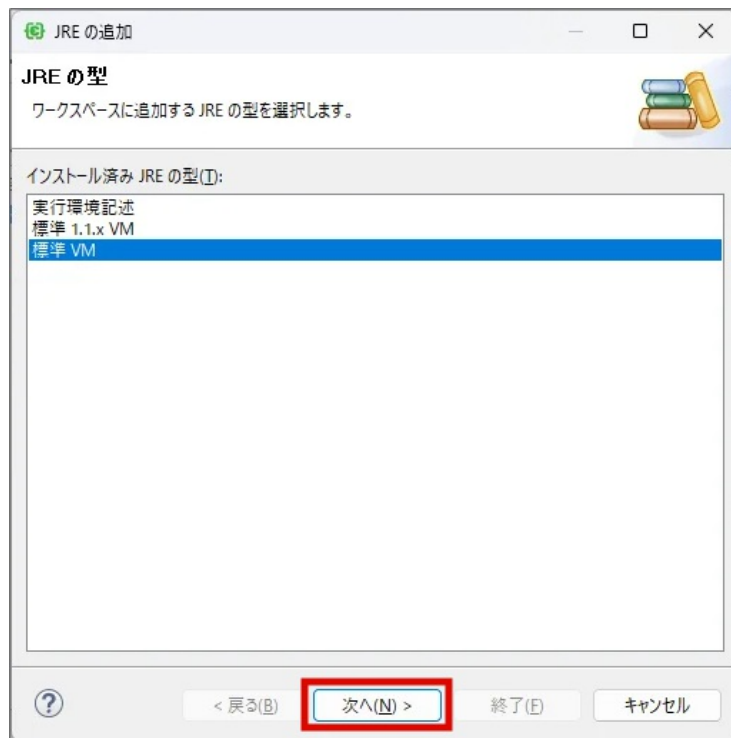 JRE の追加
JRE の型
ワークスペースに追加する JRE の型を選択します。
インストール済み JRE の型(T):
実行環境記述
標準 1.1.x VM
標準 VM
< 戻る(B) 次へ(N) > 終了(F) キャンセル